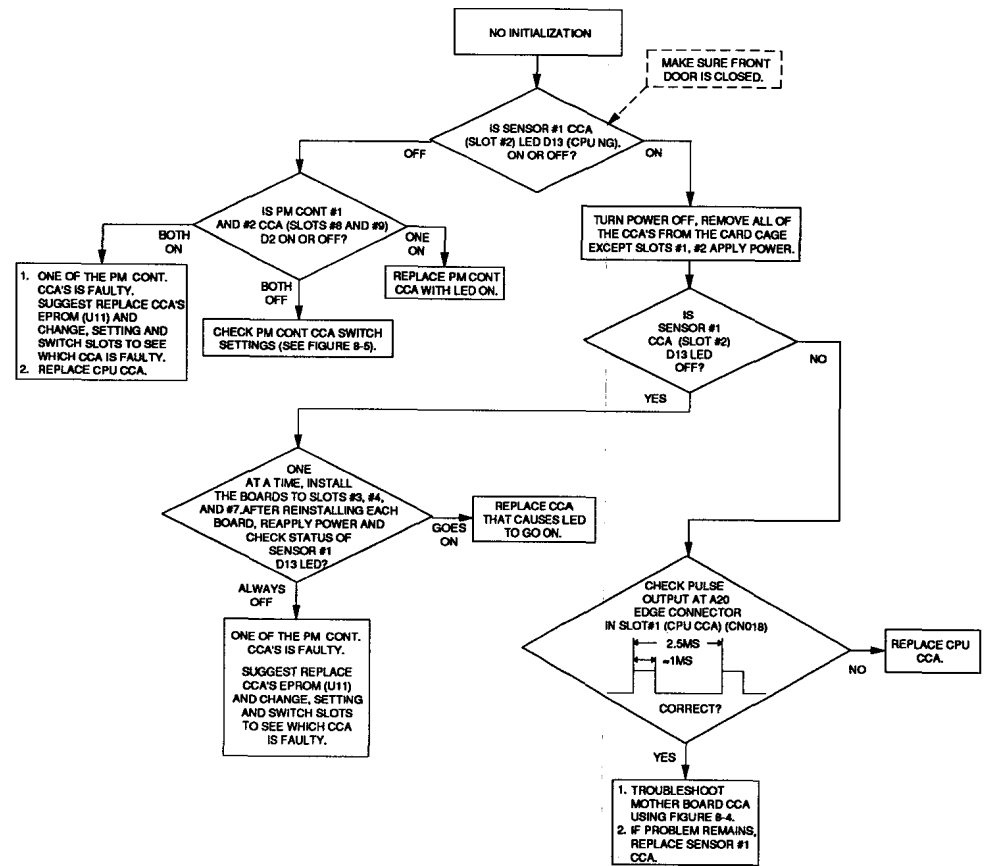 NO INITIALIZATION
MAKE SURE FRONT
DOOR IS CLOSED.
IS SENSOR #1 CCA
(SLOT #2) LED D13 (CPU NG).
ON OR OFF?
OFF
ON
IS PM CONT #1
AND #2 CCA (SLOTS #8 AND #9)
D2 ON OR OFF?
BOTH
ON
ONE
ON
BOTH
OFF
1. ONE OF THE PM CONT.
CCA'S IS FAULTY.
SUGGEST REPLACE CCA'S
EPROM (U11) AND
CHANGE, SETTING AND
SWITCH SLOTS TO SEE
WHICH CCA IS FAULTY.
2. REPLACE CPU CCA.
REPLACE PM CONT
CCA WITH LED ON.
CHECK PM CONT CCA SWITCH
SETTINGS (SEE FIGURE 8-5).
TURN POWER OFF, REMOVE ALL OF
THE CCA'S FROM THE CARD CAGE
EXCEPT SLOTS #1, #2 APPLY POWER.
IS
SENSOR #1
CCA (SLOT #2)
D13 LED
OFF?
NO
YES
ONE
AT A TIME, INSTALL
THE BOARDS TO SLOTS #3, #4,
AND #7.AFTER REINSTALLING EACH
BOARD, REAPPLY POWER AND
CHECK STATUS OF
SENSOR #1
D13 LED?
GOES
ON
REPLACE CCA
THAT CAUSES LED
TO GO ON.
ALWAYS
OFF
ONE OF THE PM CONT.
CCA'S IS FAULTY.
SUGGEST REPLACE
CCA'S EPROM (U11)
AND CHANGE, SETTING
AND SWITCH SLOTS
TO SEE WHICH CCA
IS FAULTY.
CHECK PULSE
OUTPUT AT A20
EDGE CONNECTOR
IN SLOT#1 (CPU CCA) (CN018)
2.5MS
≈1MS
CORRECT?
NO
REPLACE CPU
CCA.
YES
1. TROUBLESHOOT
MOTHER BOARD CCA
USING FIGURE 8-4.
2. IF PROBLEM REMAINS,
REPLACE SENSOR #1
CCA.